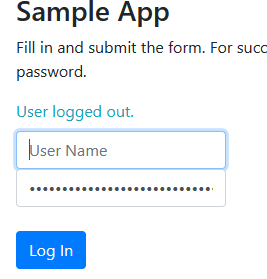 Sample App
Fill in and submit the form. For succ
password.
User logged out.
User Name
•••••••••••••••••••••••
Log In